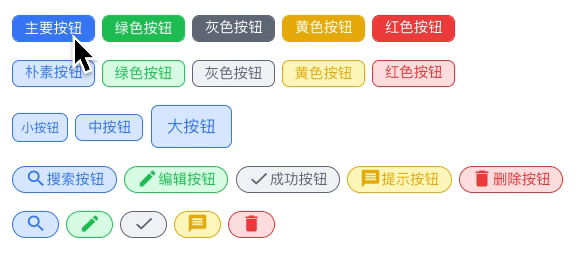 主要按钮 绿色按钮 灰色按钮 黄色按钮 红色按钮
朴素按钮 绿色按钮 灰色按钮 黄色按钮 红色按钮
小按钮 中按钮 大按钮
搜索按钮 编辑按钮 成功按钮 提示按钮 删除按钮